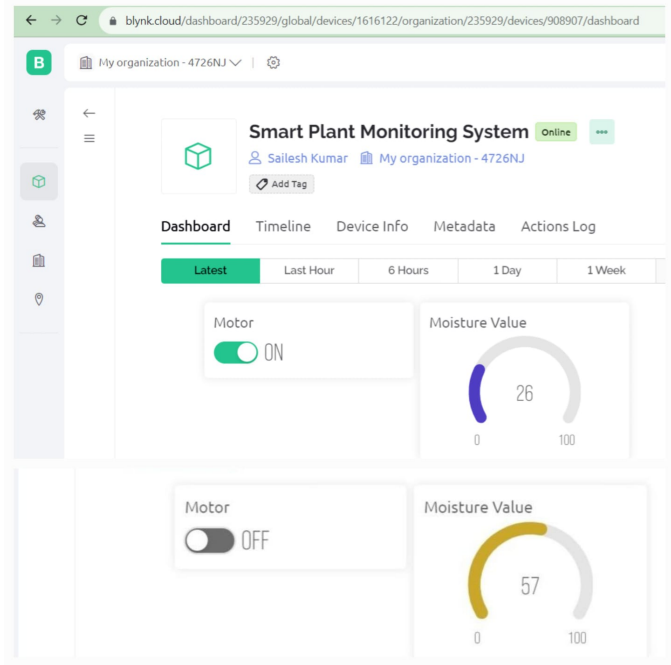 blynk.cloud/dashboard/235929/global/devices/1616122/organization/235929/devices/908907/dashboard
B
My organization - 4726NJ
Smart Plant Monitoring System Online
Sailesh Kumar My organization - 4726NJ
Add Tag
Dashboard Timeline Device Info Metadata Actions Log
Latest Last Hour 6 Hours 1 Day 1 Week
Motor Moisture Value
ON
26
0 100
Motor Moisture Value
OFF
57
0 100